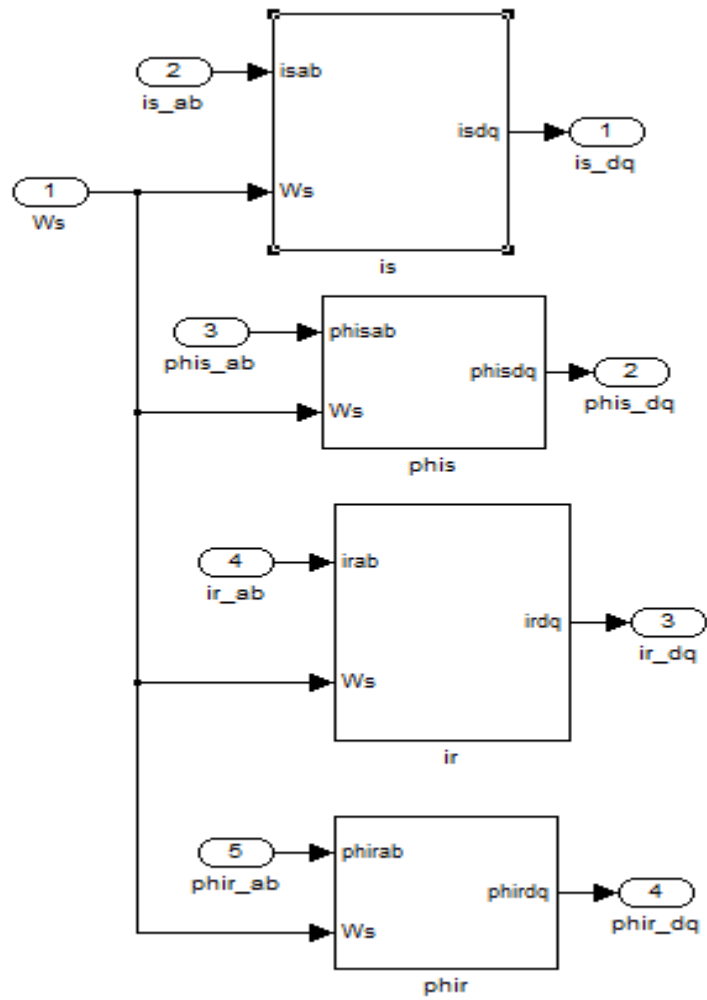 2
is_ab
isab
isdq
1
is_dq
1
Ws
Ws
is
3
phis_ab
phisab
phisdq
2
phis_dq
Ws
phis
4
ir_ab
irab
irdq
3
ir_dq
Ws
ir
5
phir_ab
phirab
phirdq
4
phir_dq
Ws
phir